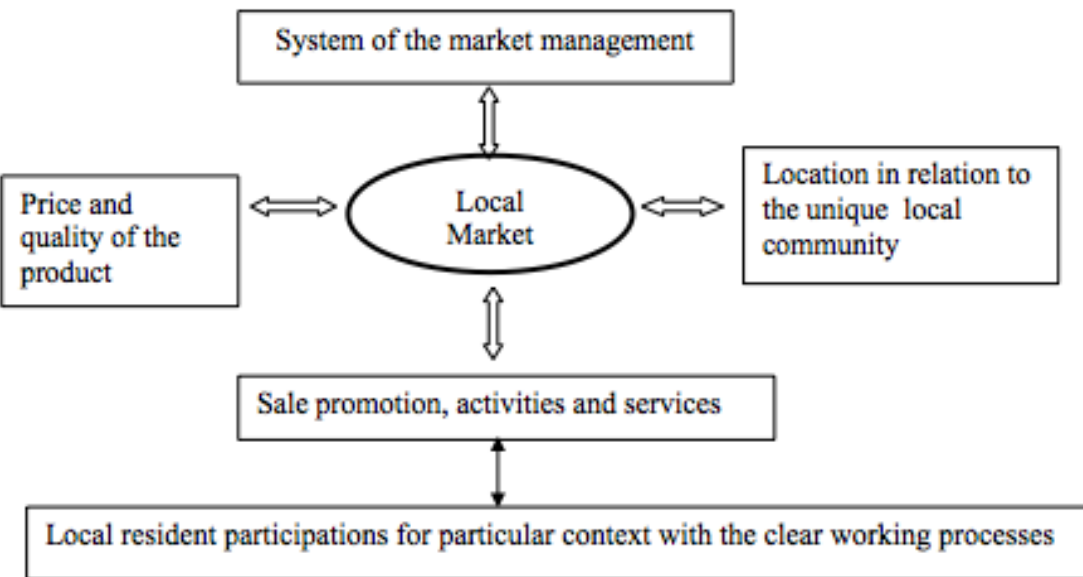 System of the market management
Price and
quality of the
product
Local
Market
Location in relation to
the unique local
community
Sale promotion, activities and services
Local resident participations for particular context with the clear working processes